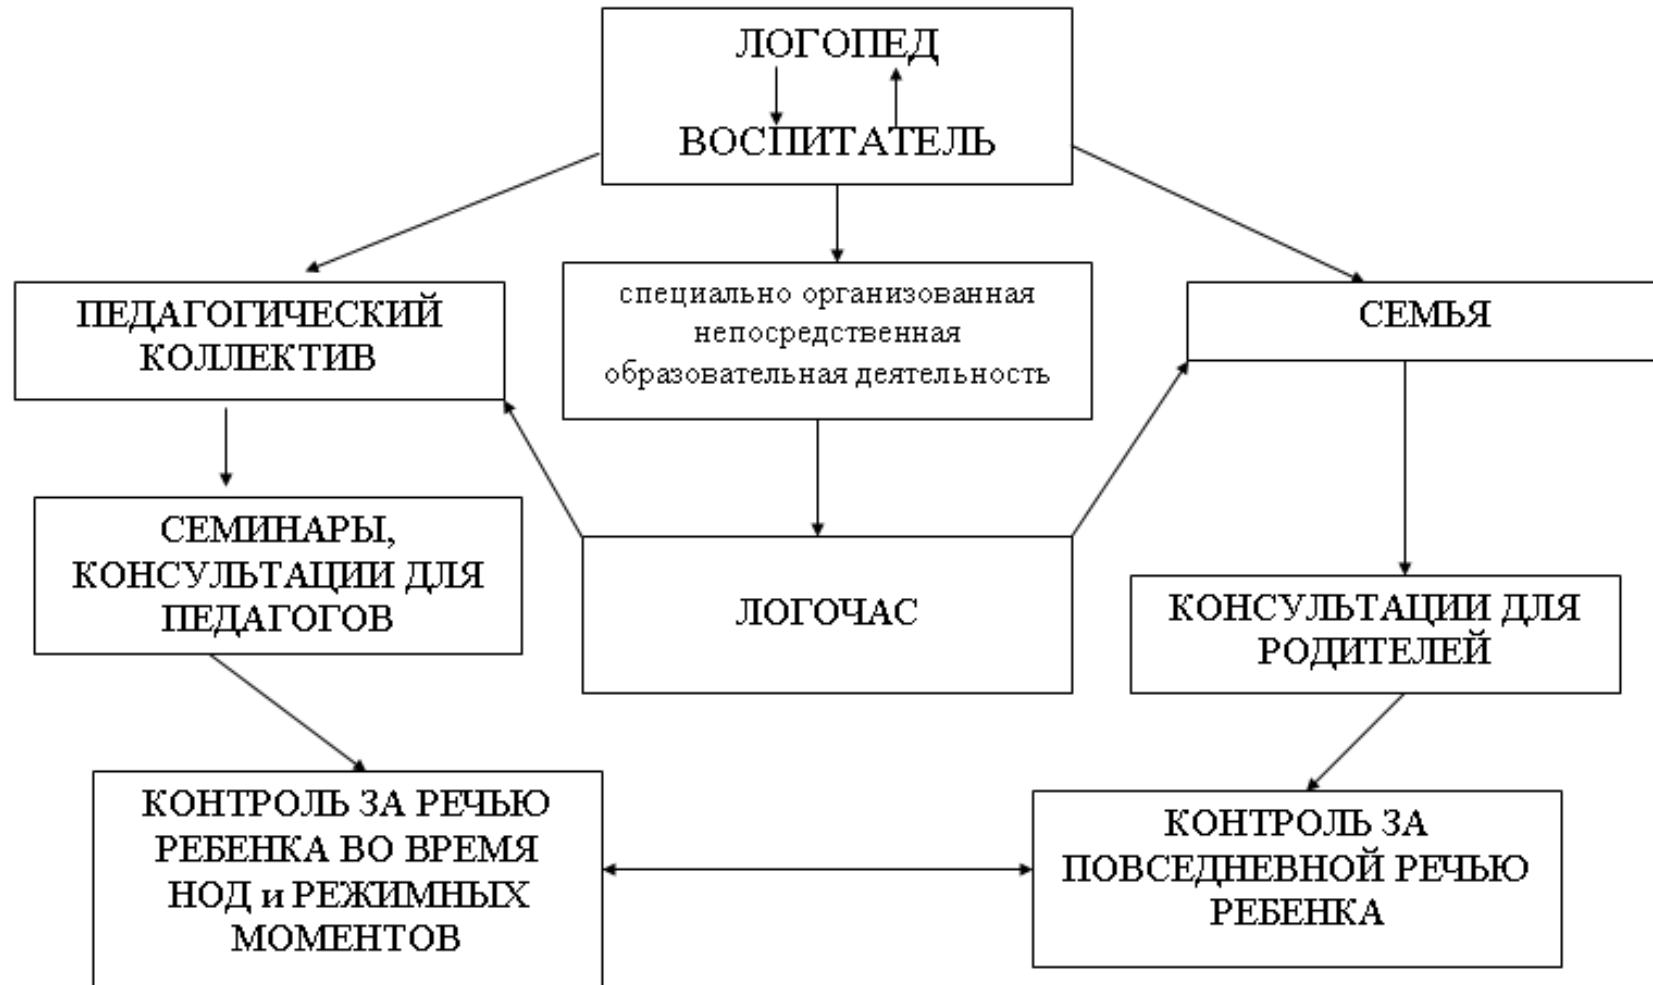 ЛОГОПЕД
ВОСПИТАТЕЛЬ
ПЕДАГОГИЧЕСКИЙ
КОЛЛЕКТИВ
специально организованная
непосредственная
образовательная деятельность
СЕМЬЯ
СЕМИНАРЫ,
КОНСУЛЬТАЦИИ ДЛЯ
ПЕДАГОГОВ
ЛОГОЧАС
КОНСУЛЬТАЦИИ ДЛЯ
РОДИТЕЛЕЙ
КОНТРОЛЬ ЗА РЕЧЬЮ
РЕБЕНКА ВО ВРЕМЯ
НОД и РЕЖИМНЫХ
МОМЕНТОВ
КОНТРОЛЬ ЗА
ПОВСЕДНЕВНОЙ РЕЧЬЮ
РЕБЕНКА